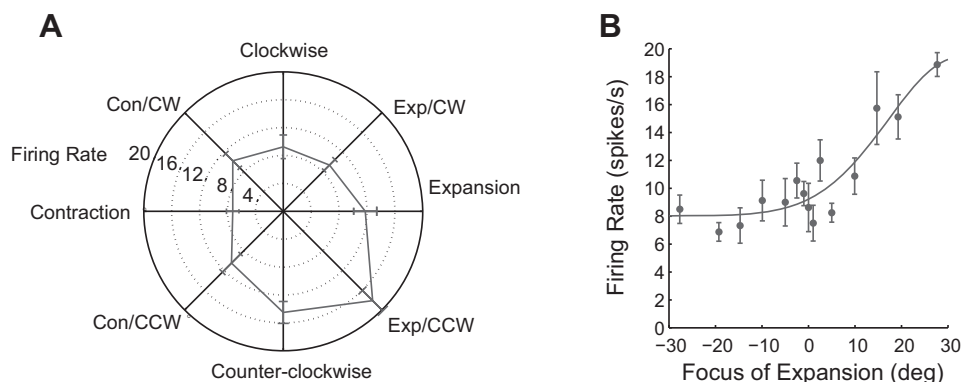 A
Clockwise
Con/CW
Exp/CW
Firing Rate
20,
16,
12,
8,
4,
Expansion
Contraction
Con/CCW
Exp/CCW
Counter-clockwise
B
Firing Rate (spikes/s)
20
18
16
14
12
10
8
6
4
2
0
−30 −20 −10 0 10 20 30
Focus of Expansion (deg)